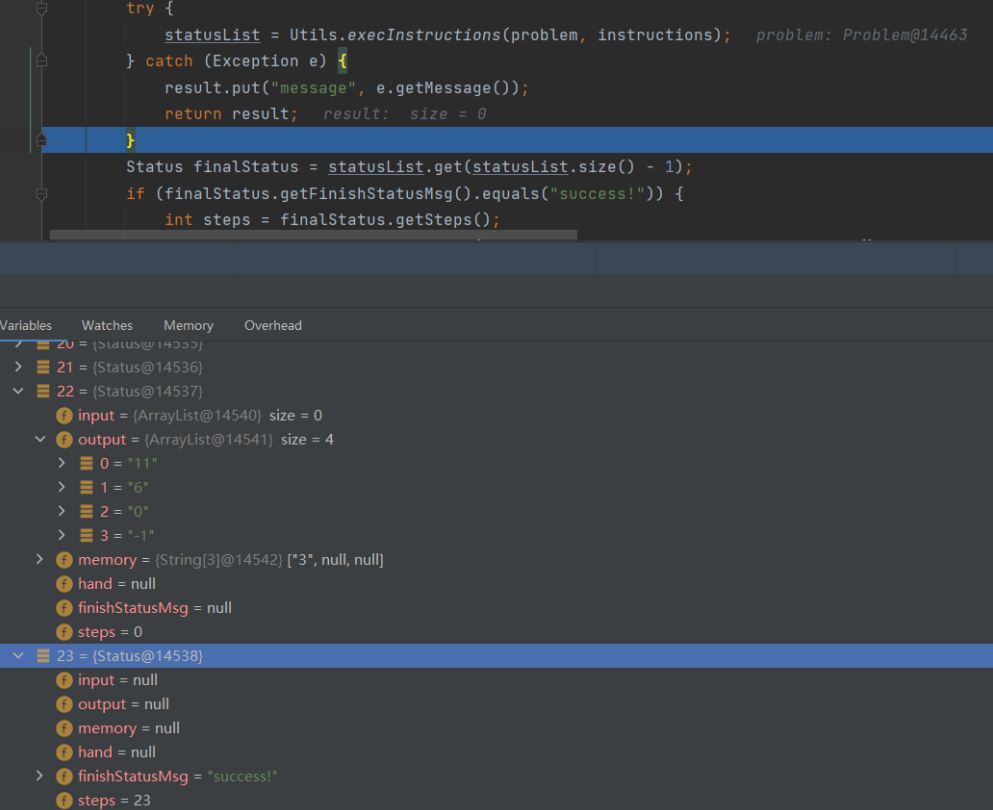 try {
statusList = Utils.execInstructions(problem, instructions); problem: Problem@14463
} catch (Exception e) {
result.put("message", e.getMessage());
return result; result: size = 0
}
Status finalStatus = statusList.get(statusList.size() - 1);
if (finalStatus.getFinishStatusMsg().equals("success!")) {
int steps = finalStatus.getSteps();
Variables Watches Memory Overhead
20 = {Status@14535}
21 = {Status@14536}
22 = {Status@14537}
f input = {ArrayList@14540} size = 0
f output = {ArrayList@14541} size = 4
0 = "11"
1 = "6"
2 = "0"
3 = "-1"
f memory = {String[3]@14542} ["3", null, null]
f hand = null
f finishStatusMsg = null
f steps = 0
23 = {Status@14538}
f input = null
f output = null
f memory = null
f hand = null
f finishStatusMsg = "success!"
f steps = 23